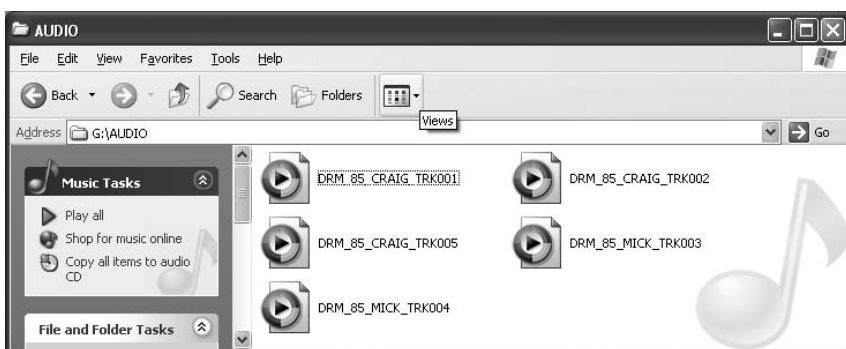 AUDIO
File Edit View Favorites Tools Help
Back Search Folders
Views
Address G:\AUDIO Go
Music Tasks
Play all
Shop for music online
Copy all items to audio
CD
File and Folder Tasks
DRM_85_CRAIG_TRK001
DRM_85_CRAIG_TRK002
DRM_85_CRAIG_TRK005
DRM_85_MICK_TRK003
DRM_85_MICK_TRK004